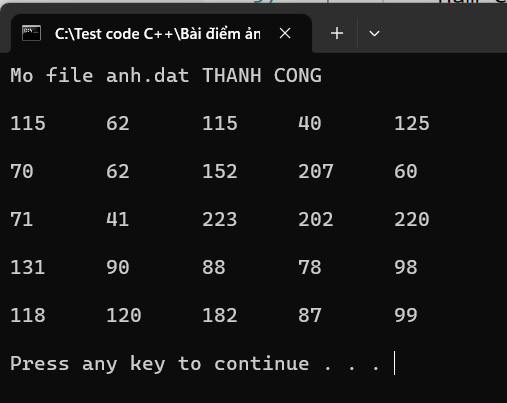 C:\Test code C++\Bài điểm ản
Mo file anh.dat THANH CONG
115 62 115 40 125
70 62 152 207 60
71 41 223 202 220
131 90 88 78 98
118 120 182 87 99
Press any key to continue . . .